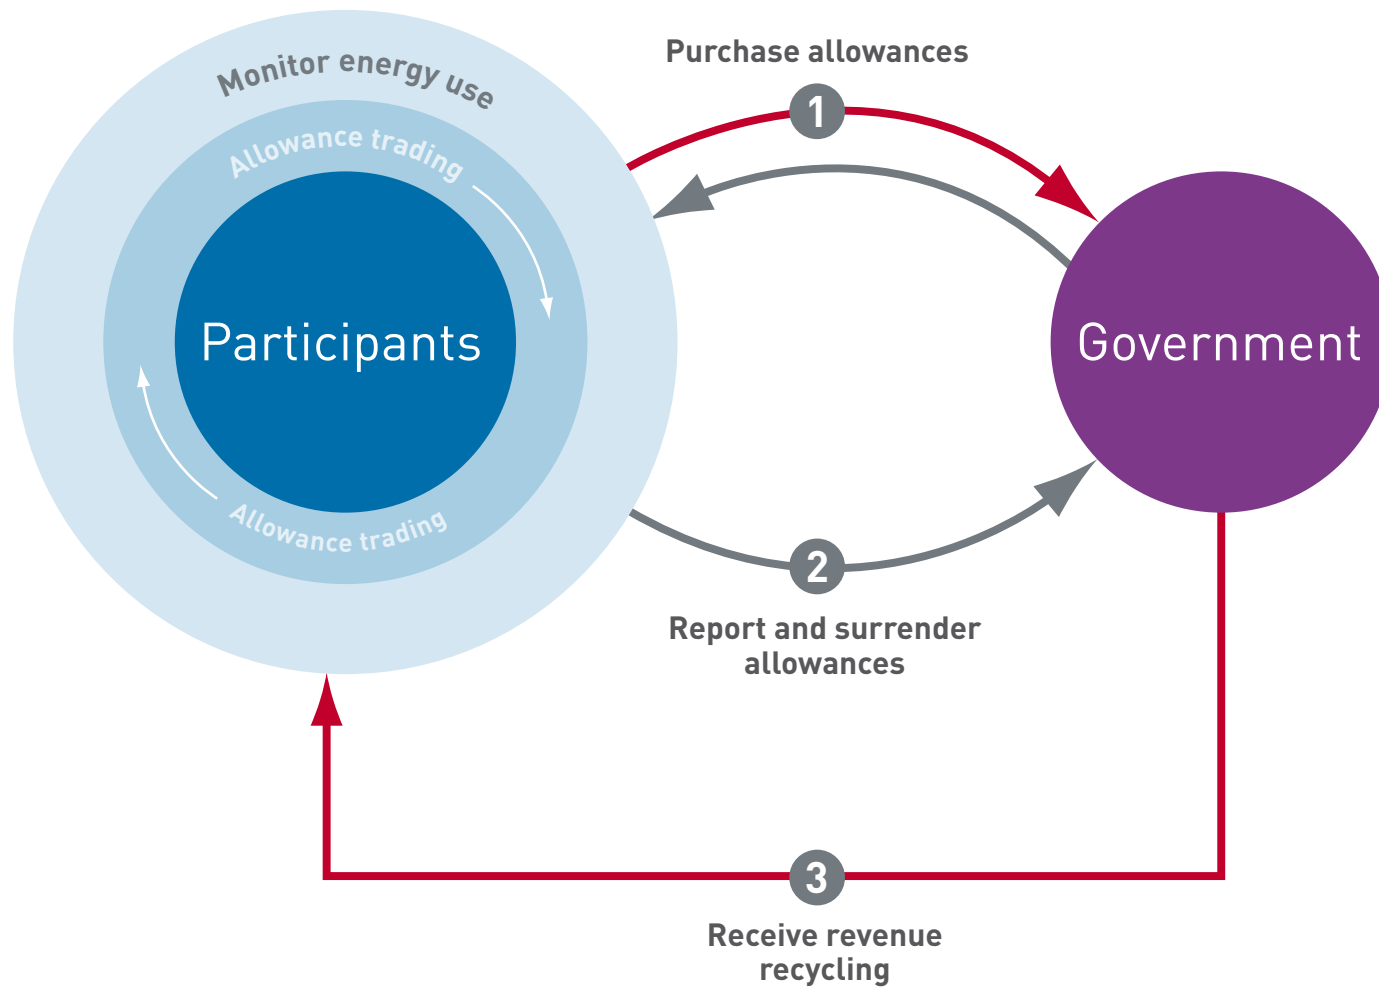 Monitor energy use
Allowance trading
Participants
Allowance trading
Purchase allowances
1
Government
2
Report and surrender
allowances
3
Receive revenue
recycling